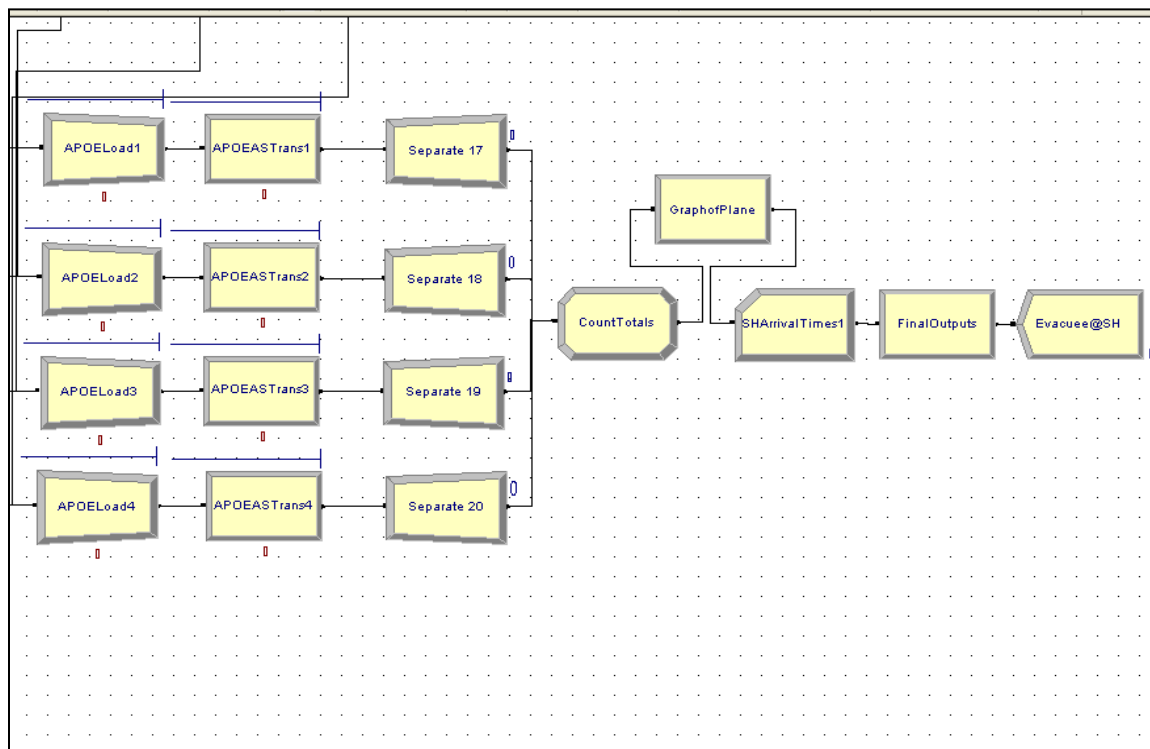 APOELoad1
APOEASTrans1
Separate 17
GraphofPlane
APOELoad2
APOEASTrans2
Separate 18
CountTotals
SHArrivalTimes1
FinalOutputs
Evacuee@SH
APOELoad3
APOEASTrans3
Separate 19
APOELoad4
APOEASTrans4
Separate 20